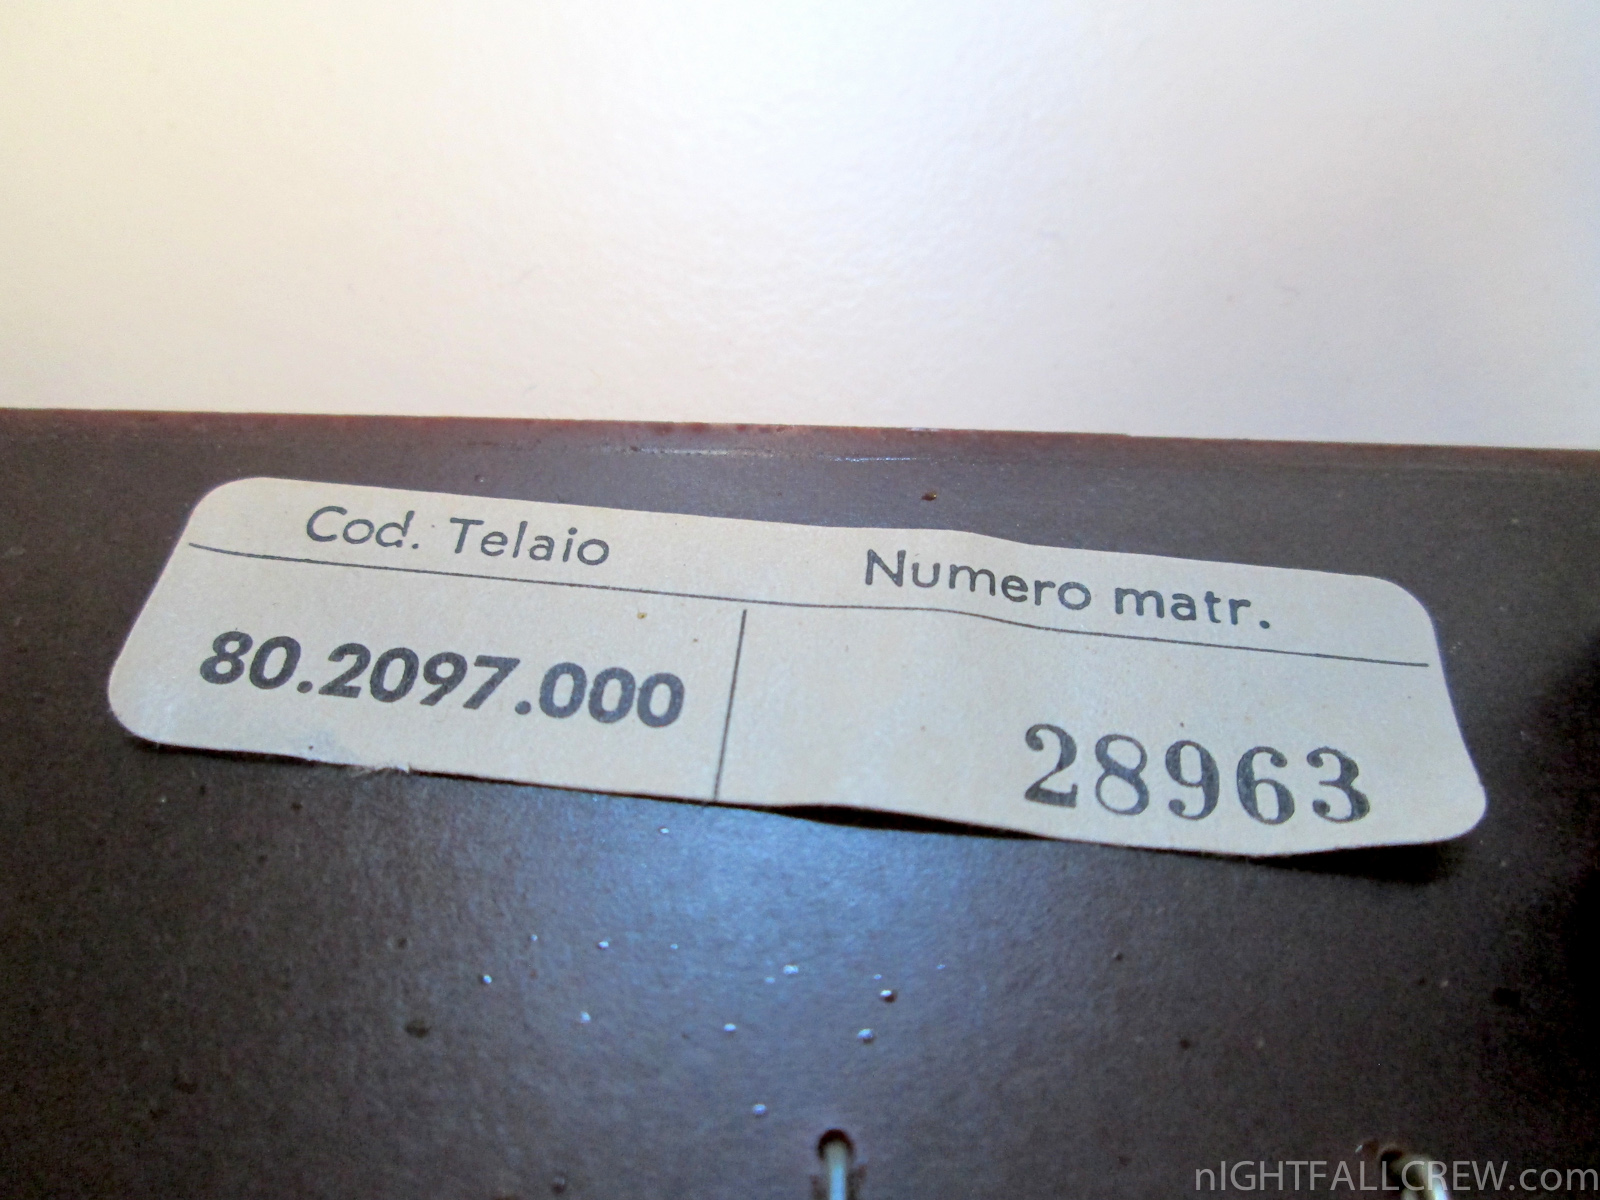 Cod. Telaio Numero matr.
80.2097.000 28963
nIGHTFALLCREW.com